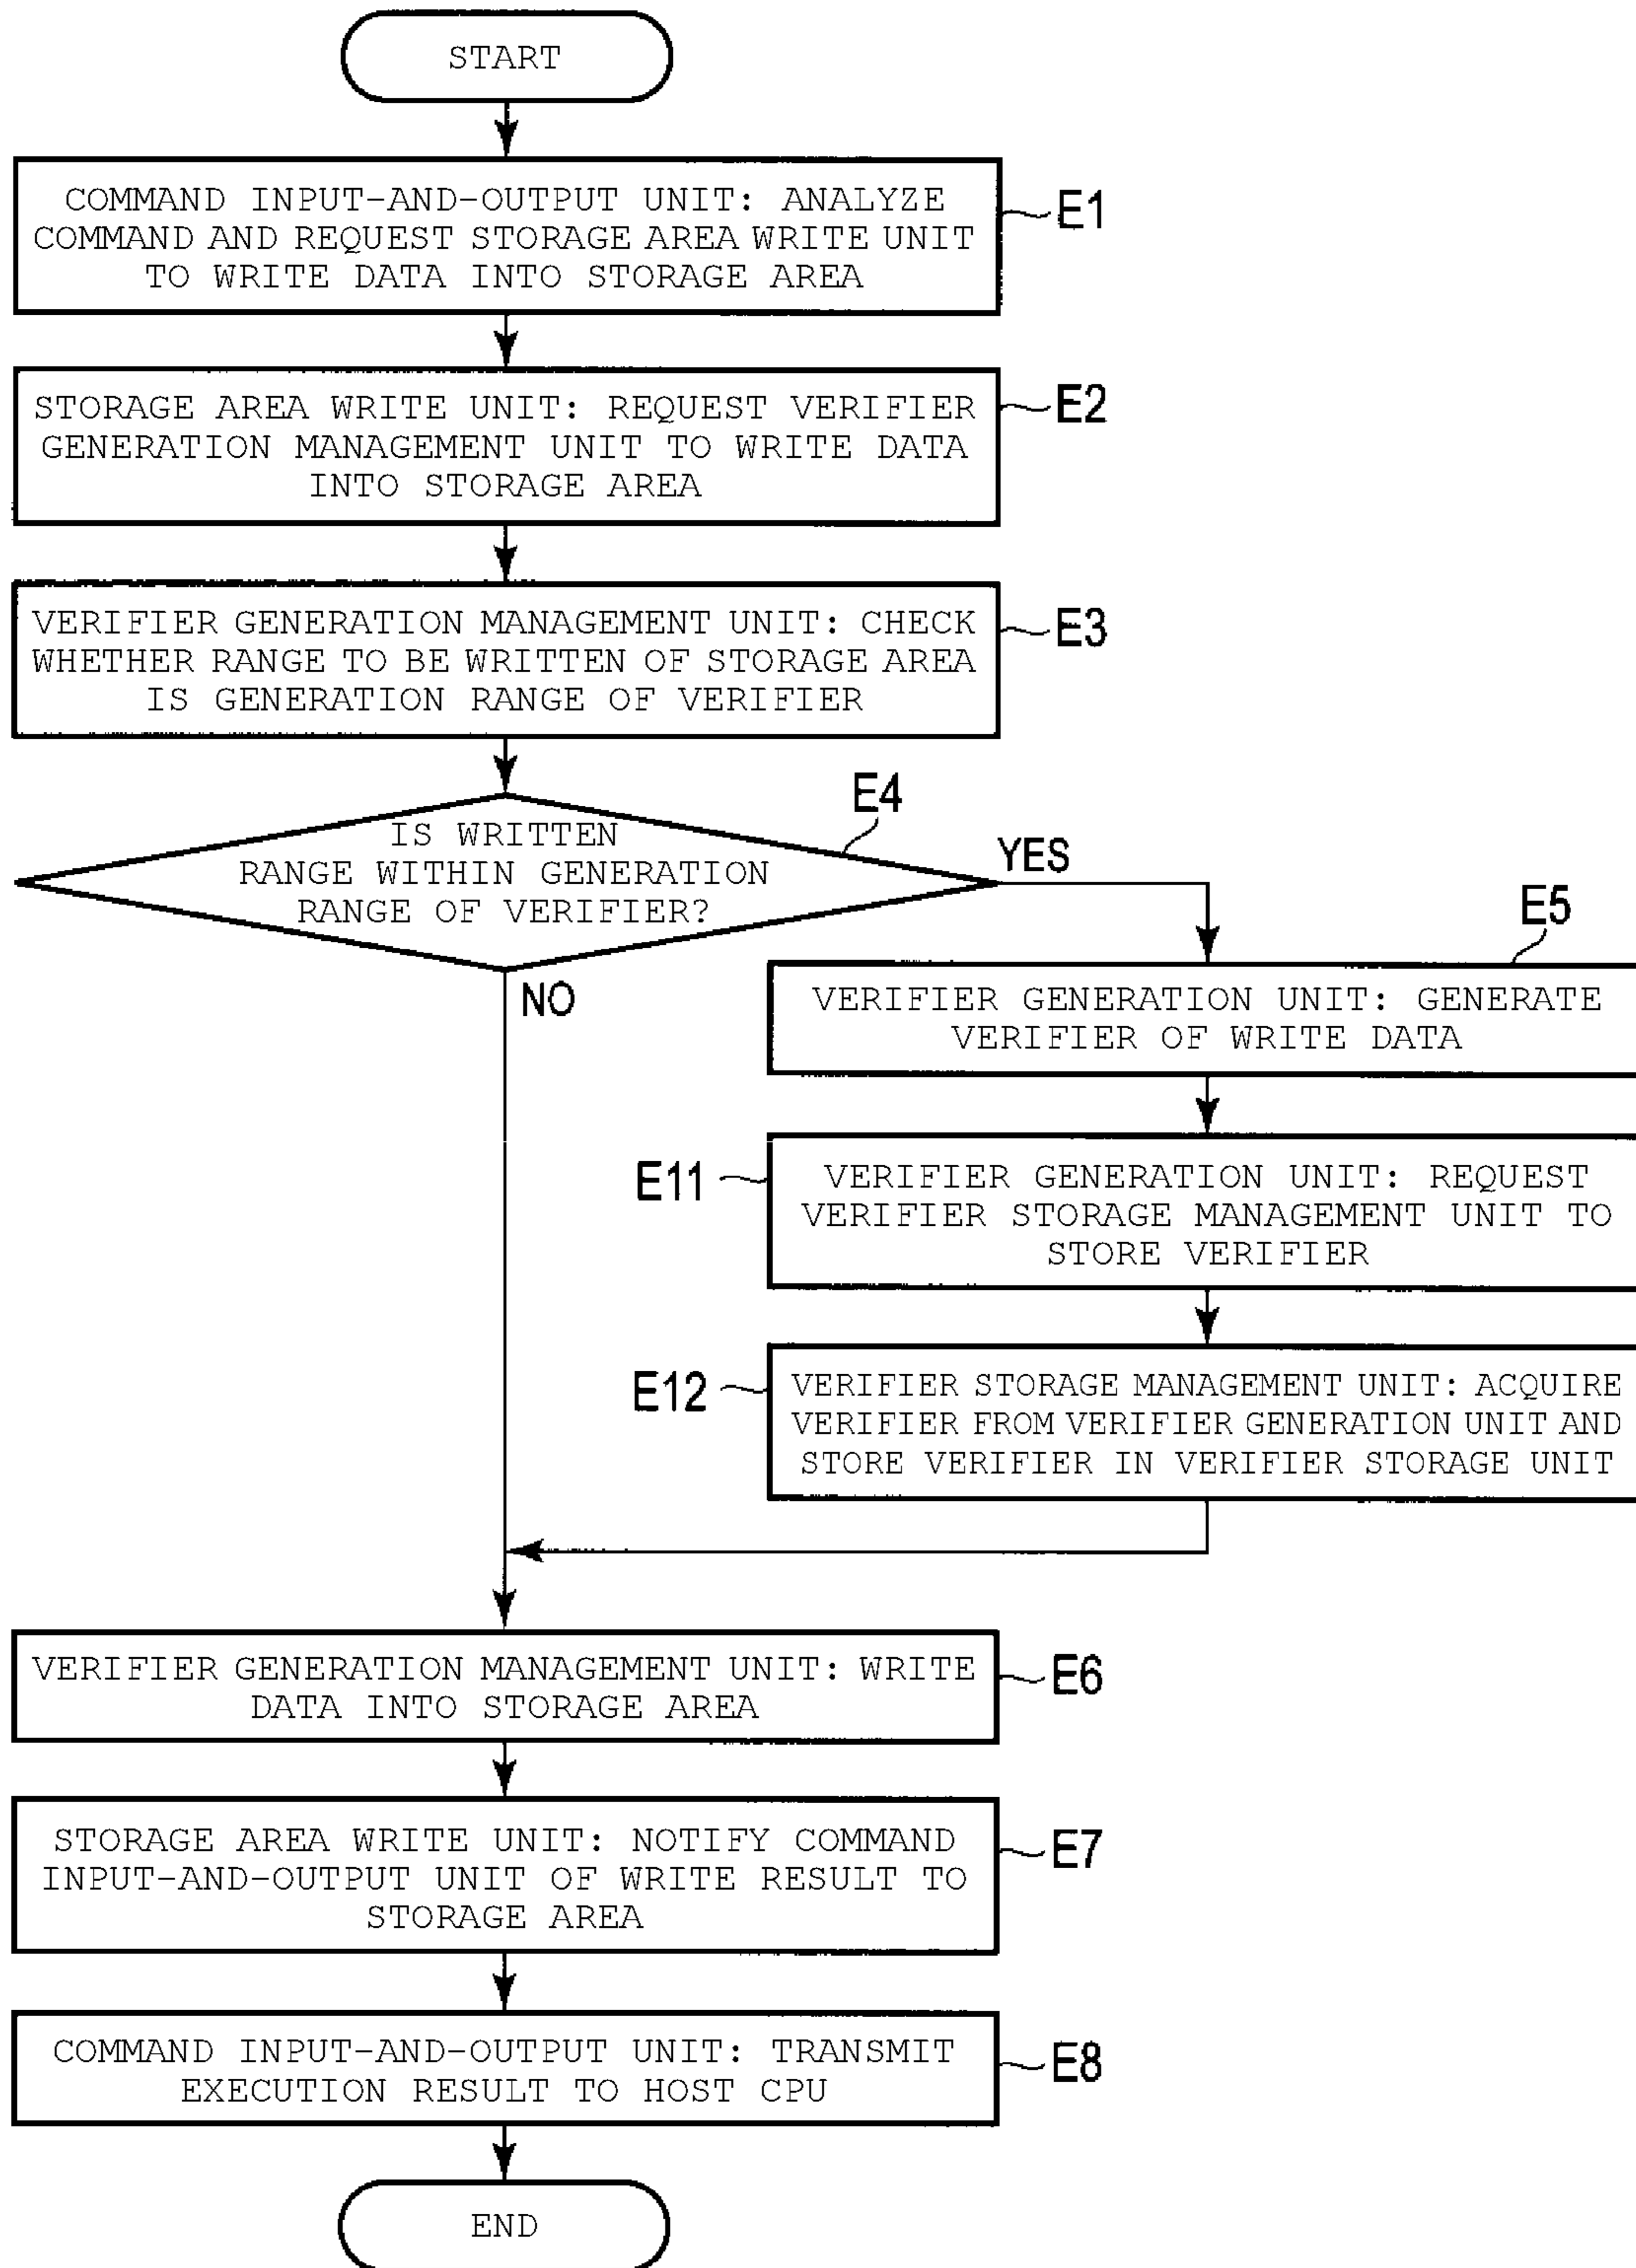 START
COMMAND INPUT-AND-OUTPUT UNIT: ANALYZE
COMMAND AND REQUEST STORAGE AREA WRITE UNIT
TO WRITE DATA INTO STORAGE AREA
E1
STORAGE AREA WRITE UNIT: REQUEST VERIFIER
GENERATION MANAGEMENT UNIT TO WRITE DATA
INTO STORAGE AREA
E2
VERIFIER GENERATION MANAGEMENT UNIT: CHECK
WHETHER RANGE TO BE WRITTEN OF STORAGE AREA
IS GENERATION RANGE OF VERIFIER
E3
E4
IS WRITTEN
RANGE WITHIN GENERATION
RANGE OF VERIFIER?
YES
NO
E5
VERIFIER GENERATION UNIT: GENERATE
VERIFIER OF WRITE DATA
E11
VERIFIER GENERATION UNIT: REQUEST
VERIFIER STORAGE MANAGEMENT UNIT TO
STORE VERIFIER
E12
VERIFIER STORAGE MANAGEMENT UNIT: ACQUIRE
VERIFIER FROM VERIFIER GENERATION UNIT AND
STORE VERIFIER IN VERIFIER STORAGE UNIT
VERIFIER GENERATION MANAGEMENT UNIT: WRITE
DATA INTO STORAGE AREA
E6
STORAGE AREA WRITE UNIT: NOTIFY COMMAND
INPUT-AND-OUTPUT UNIT OF WRITE RESULT TO
STORAGE AREA
E7
COMMAND INPUT-AND-OUTPUT UNIT: TRANSMIT
EXECUTION RESULT TO HOST CPU
E8
END